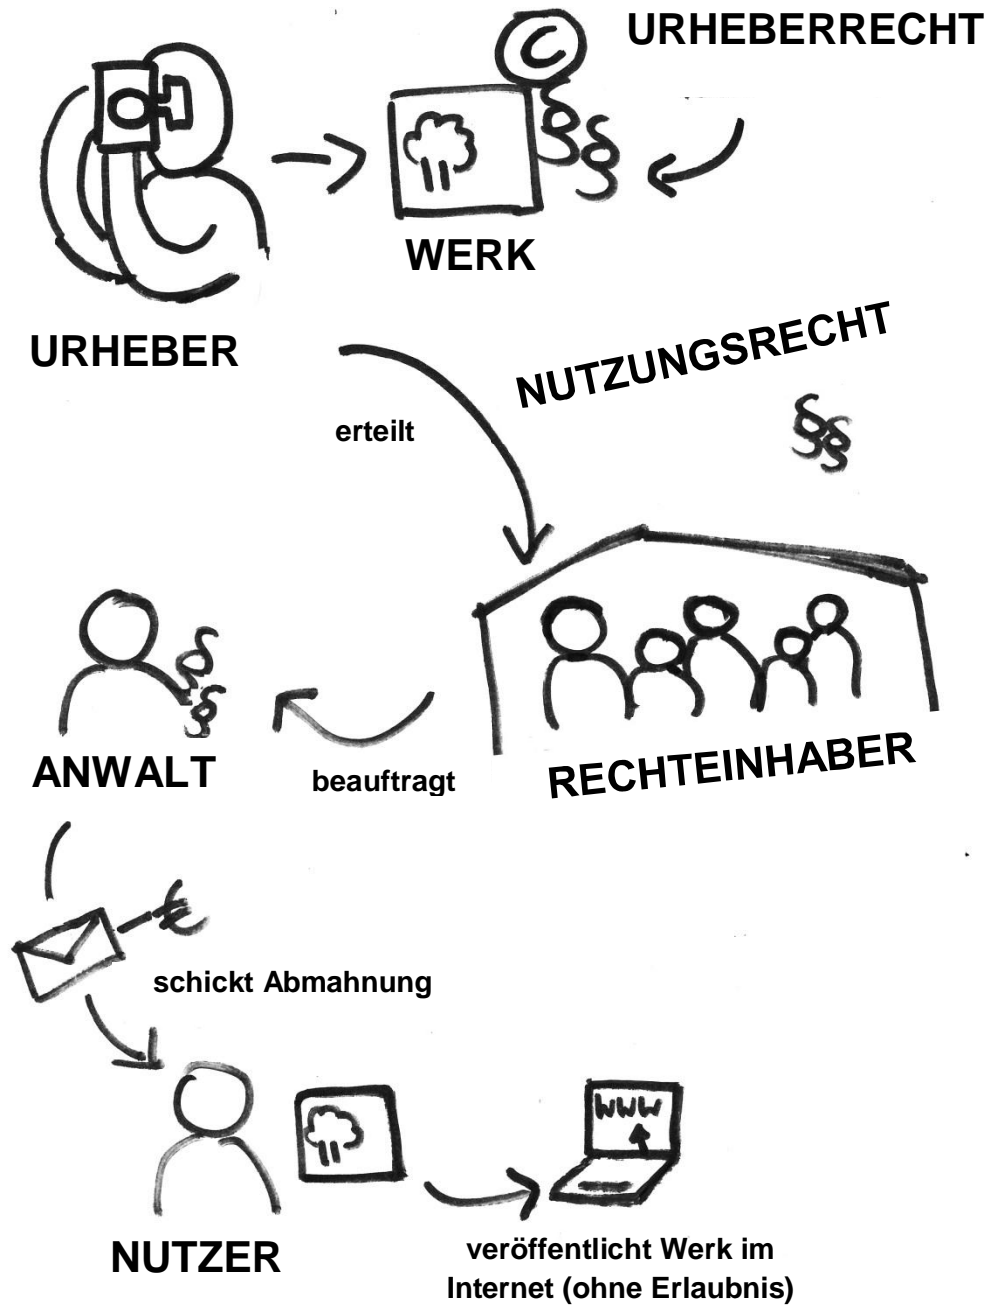 URHEBERRECHT
C
§§
WERK
URHEBER
NUTZUNGSRECHT
erteilt
§§
§§
ANWALT
beauftragt
RECHTEINHABER
€
schickt Abmahnung
WWW
NUTZER
veröffentlicht Werk im
Internet (ohne Erlaubnis)